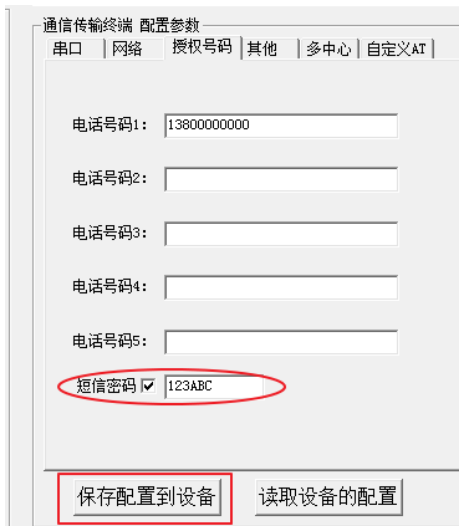 通信传输终端 配置参数
串口 网络 授权号码 其他 多中心 自定义AT
电话号码1: 13800000000
电话号码2:
电话号码3:
电话号码4:
电话号码5:
短信密码 123ABC
保存配置到设备 读取设备的配置